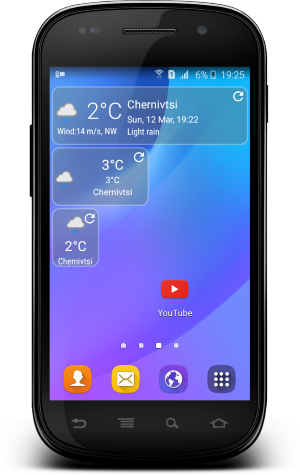 6% 19:25
2°C Chernivtsi
Sun, 12 Mar, 19:22
Wind:14 m/s, NW Light rain
3°C
3°C
Chernivtsi
2°C
Chernivtsi
YouTube